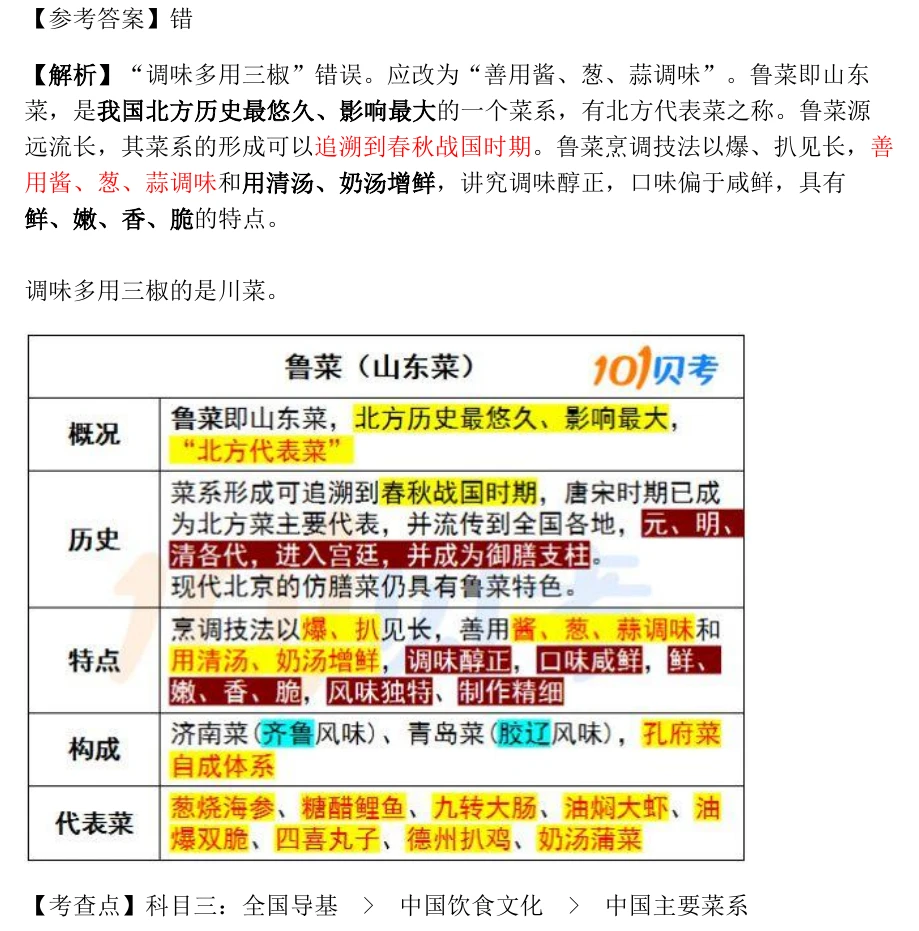 【参考答案】错
【解析】“调味多用三椒”错误。应改为“善用酱、葱、蒜调味”。鲁菜即山东
菜，是我国北方历史最悠久、影响最大的一个菜系，有北方代表菜之称。鲁菜源
远流长，其菜系的形成可以追溯到春秋战国时期。鲁菜烹调技法以爆、扒见长，善
用酱、葱、蒜调味和用清汤、奶汤增鲜，讲究调味醇正，口味偏于咸鲜，具有
鲜、嫩、香、脆的特点。
调味多用三椒的是川菜。
鲁菜（山东菜）
101贝考
概况
鲁菜即山东菜，北方历史最悠久、影响最大，
“北方代表菜”
历史
菜系形成可追溯到春秋战国时期，唐宋时期已成
为北方菜主要代表，并流传到全国各地，元、明、
清各代，进入宫廷，并成为御膳支柱。
现代北京的仿膳菜仍具有鲁菜特色。
特点
烹调技法以爆、扒见长，善用酱、葱、蒜调味和
用清汤、奶汤增鲜，调味醇正，口味咸鲜，鲜、
嫩、香、脆，风味独特、制作精细
构成
济南菜(齐鲁风味)、青岛菜(胶辽风味)，孔府菜
自成体系
代表菜
葱烧海参、糖醋鲤鱼、九转大肠、油焖大虾、油
爆双脆、四喜丸子、德州扒鸡、奶汤蒲菜
101贝考
【考查点】科目三：全国导基 > 中国饮食文化 > 中国主要菜系